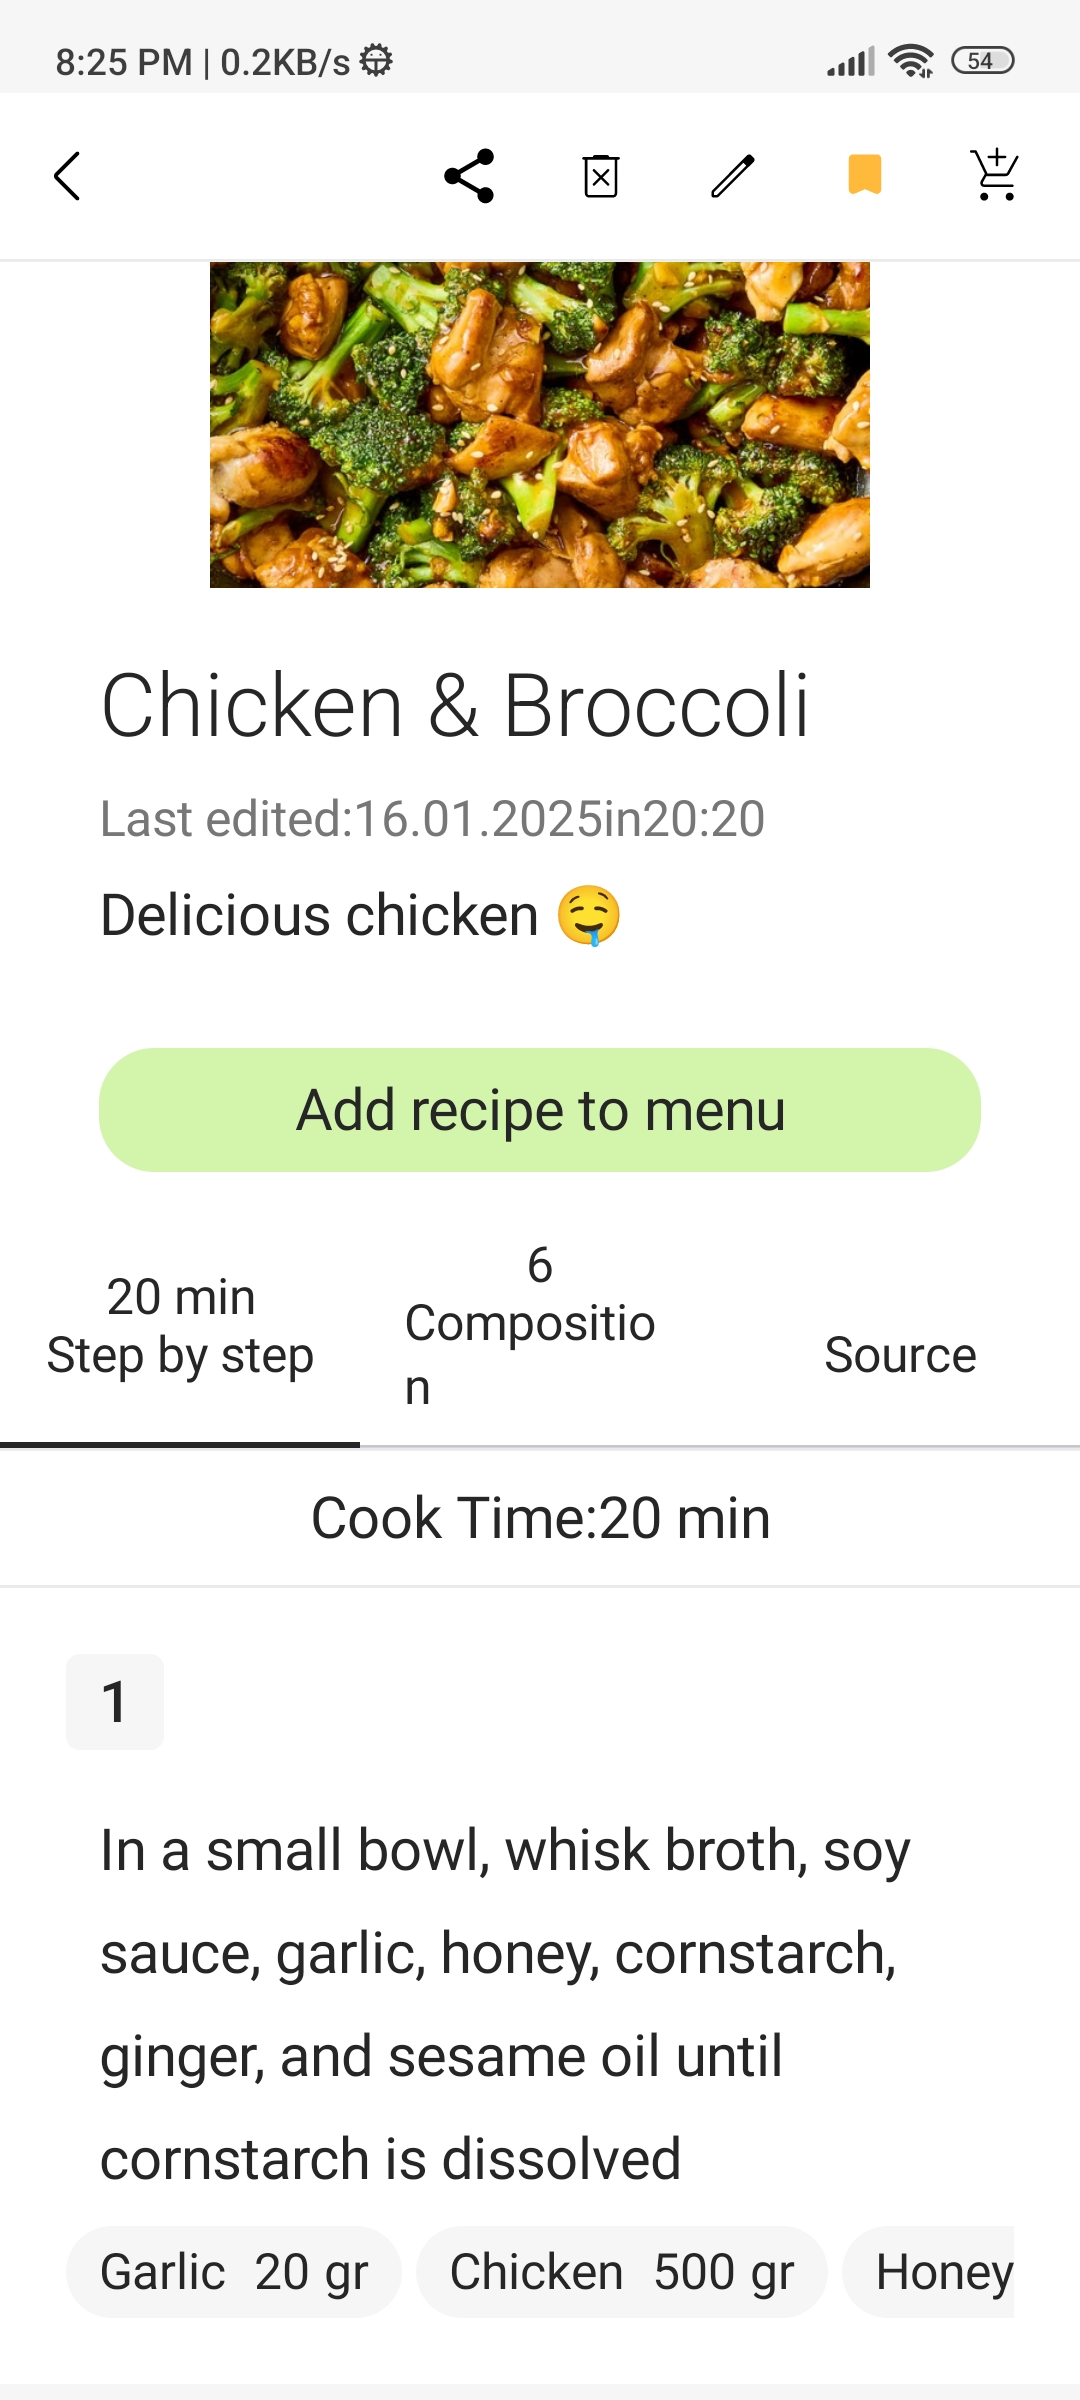 8:25 PM | 0.2KB/s
54
Chicken & Broccoli
Last edited:16.01.2025in20:20
Delicious chicken 🤤
Add recipe to menu
20 min
Step by step
6
Compositio
n
Source
Cook Time:20 min
1
In a small bowl, whisk broth, soy
sauce, garlic, honey, cornstarch,
ginger, and sesame oil until
cornstarch is dissolved
Garlic 20 gr
Chicken 500 gr
Honey